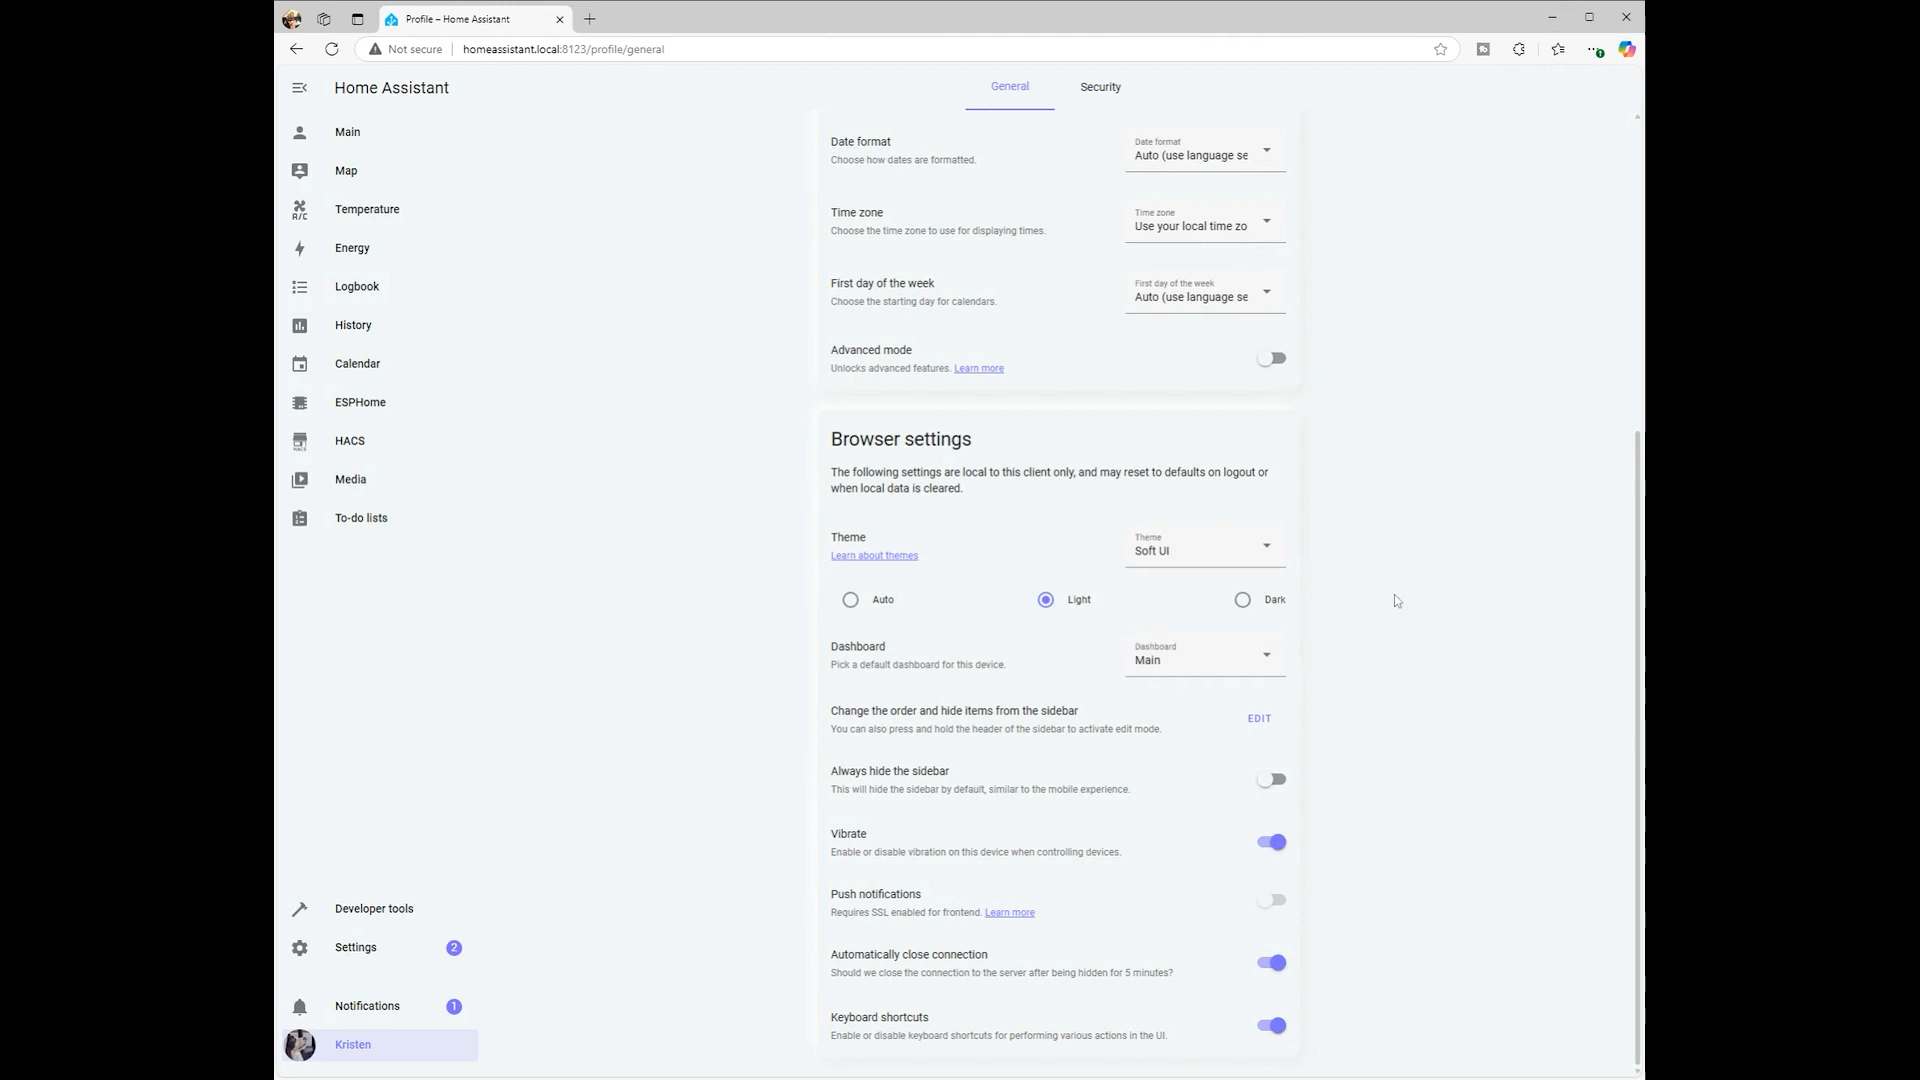 Profile – Home Assistant
Not secure
homeassistant.local:8123/profile/general
Home Assistant
General
Security
Main
Map
A/C
Temperature
Energy
Logbook
History
Calendar
ESPHome
HACS
HACS
Media
To-do lists
Developer tools
Settings
2
Notifications
1
Kristen
Date format
Choose how dates are formatted.
Date format
Auto (use language se
Time zone
Choose the time zone to use for displaying times.
Time zone
Use your local time zo
First day of the week
Choose the starting day for calendars.
First day of the week
Auto (use language se
Advanced mode
Unlocks advanced features. Learn more
Browser settings
The following settings are local to this client only, and may reset to defaults on logout or
when local data is cleared.
Theme
Learn about themes
Theme
Soft UI
Auto
Light
Dark
Dashboard
Pick a default dashboard for this device.
Dashboard
Main
Change the order and hide items from the sidebar
You can also press and hold the header of the sidebar to activate edit mode.
EDIT
Always hide the sidebar
This will hide the sidebar by default, similar to the mobile experience.
Vibrate
Enable or disable vibration on this device when controlling devices.
Push notifications
Requires SSL enabled for frontend. Learn more
Automatically close connection
Should we close the connection to the server after being hidden for 5 minutes?
Keyboard shortcuts
Enable or disable keyboard shortcuts for performing various actions in the UI.